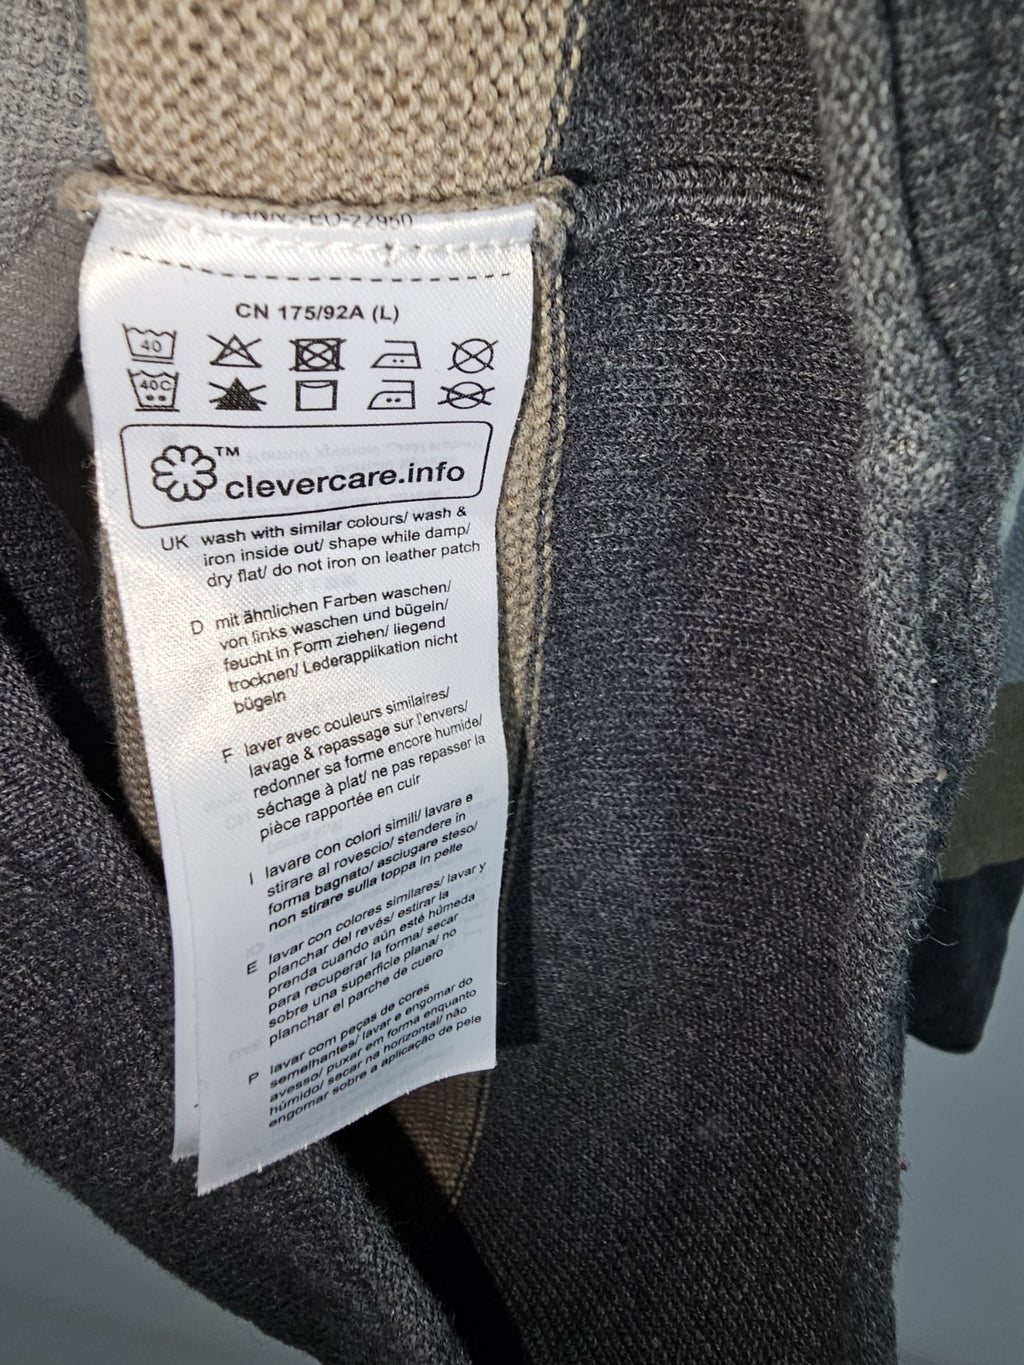 CN 175/92A (L)
40
40C
TM
clevercare.info
UK wash with similar colours/ wash &
iron inside out/ shape while damp/
dry flat/ do not iron on leather patch
D mit ähnlichen Farben waschen/
von links waschen und bügeln/
feucht in Form ziehen/ liegend
trocknen/ Lederapplikation nicht
bügeln
F laver avec couleurs similaires/
lavage & repassage sur l'envers/
redonner sa forme encore humide/
séchage à plat/ ne pas repasser la
pièce rapportée en cuir
I lavare con colori simili/ lavare e
stirare al rovescio/ stendere in
forma bagnato/ asciugare steso/
non stirare sulla toppa in pelle
E lavar con colores similares/ lavar y
planchar del revés/ estirar la
prenda cuando aún esté húmeda
para recuperar la forma/ secar
sobre una superficie plana/ no
planchar el parche de cuero
P lavar com peças de cores
semelhantes/ lavar e engomar do
avesso/ puxar em forma enquanto
húmido/ secar na horizontal/ não
engomar sobre a aplicação de pele